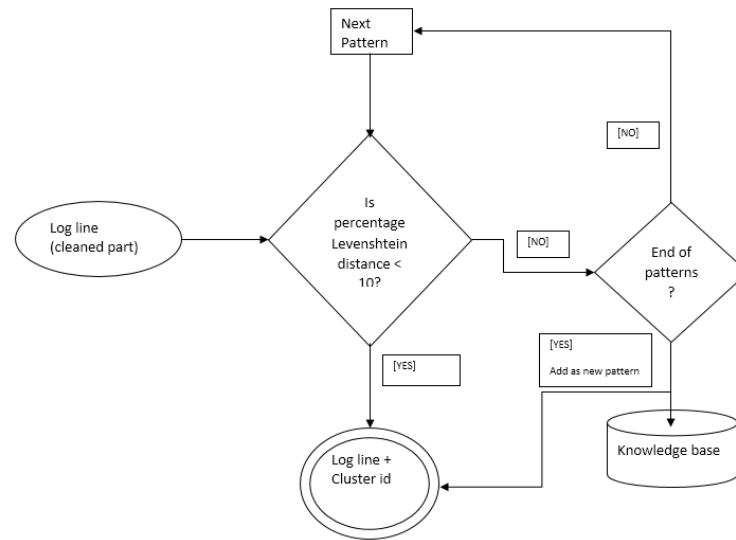 Next
Pattern
[NO]
Is
percentage
Levenshtein
distance <
10?
Log line
(cleaned part)
[NO]
End of
patterns
?
[YES]
[YES]
Add as new pattern
Log line +
Cluster id
Knowledge base